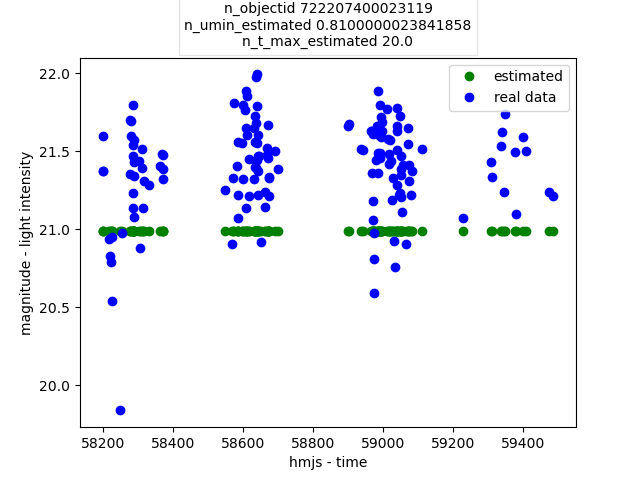 n_objectid 722207400023119
n_umin_estimated 0.8100000023841858
n_t_max_estimated 20.0
22.0
21.5
21.0
20.5
20.0
magnitude - light intensity
estimated
real data
58200 58400 58600 58800 59000 59200 59400
hmjs - time